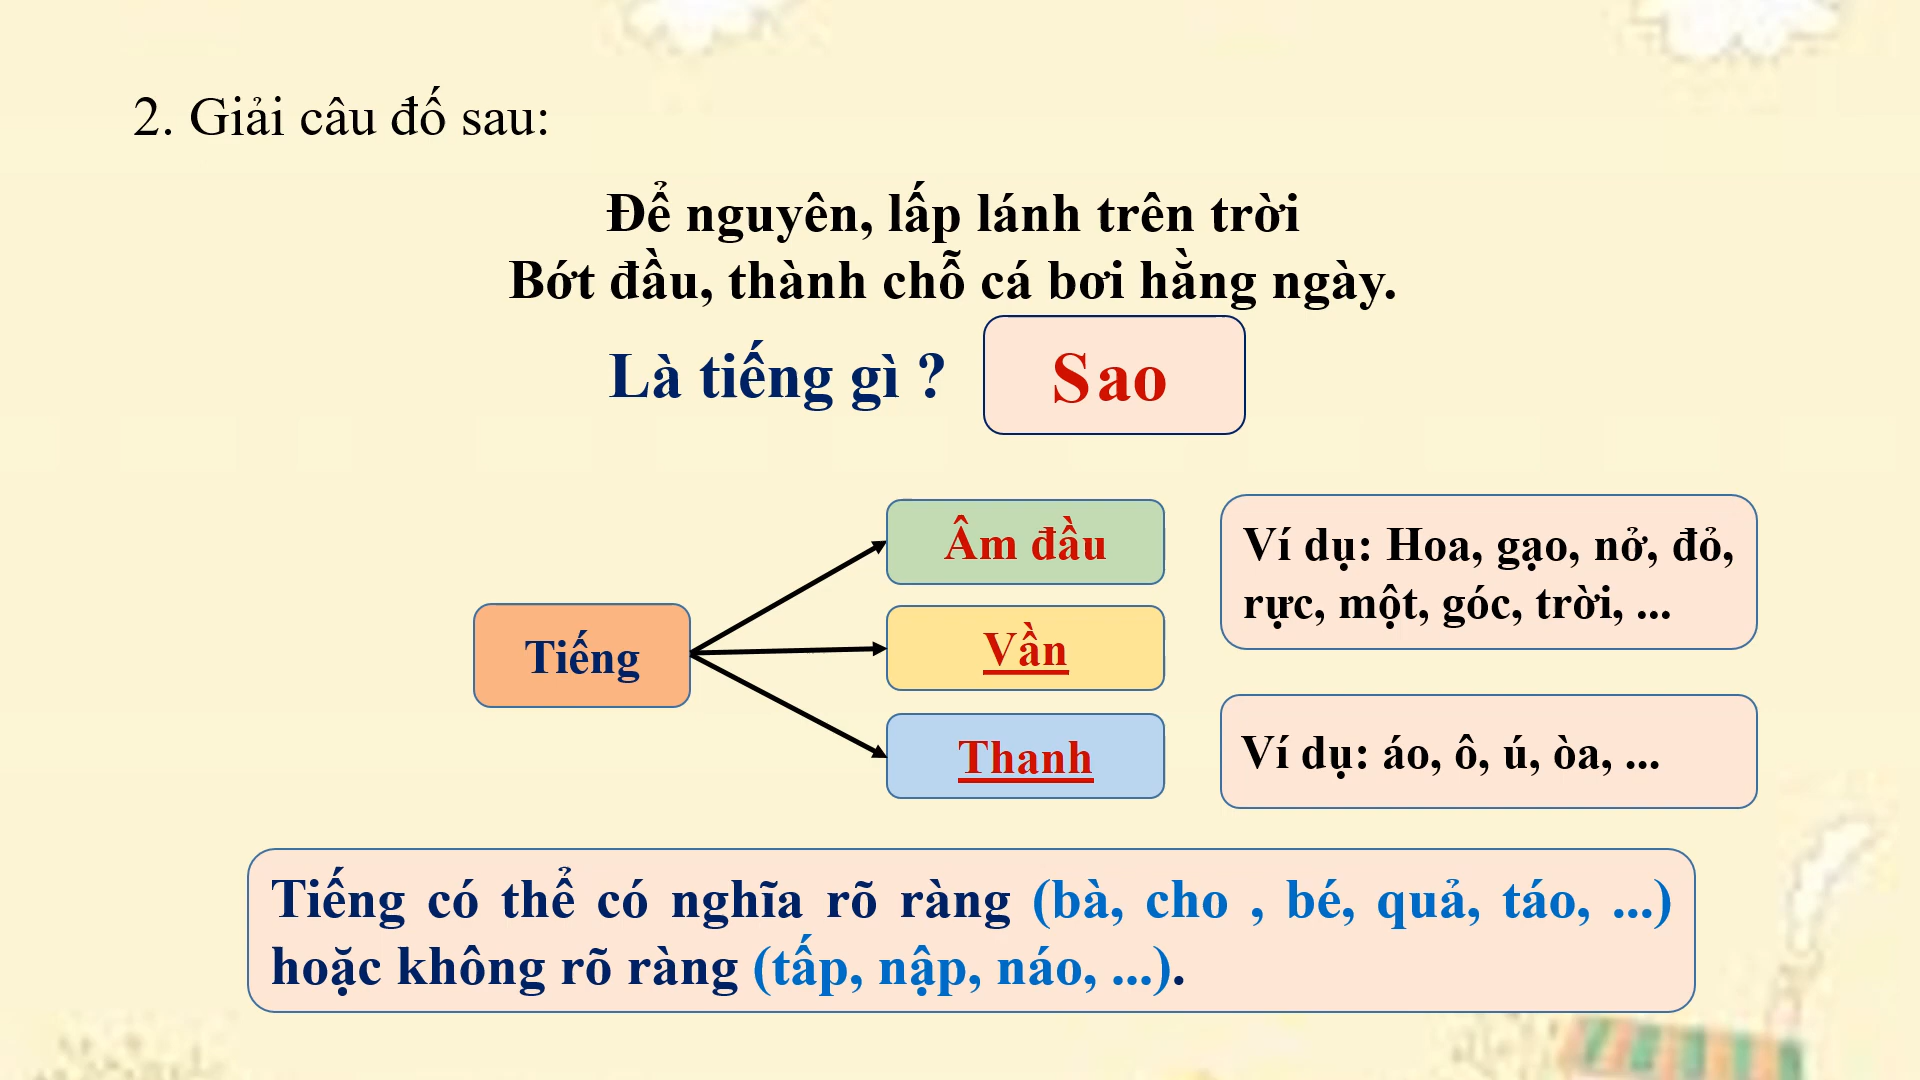 2. Giải câu đố sau:
Để nguyên, lấp lánh trên trời
Bớt đầu, thành chỗ cá bơi hằng ngày.
Là tiếng gì ?
Sao
Tiếng
Âm đầu
Vần
Thanh
Ví dụ: Hoa, gạo, nở, đỏ,
rực, một, góc, trời, ...
Ví dụ: áo, ô, ú, òa, ...
Tiếng có thể có nghĩa rõ ràng (bà, cho , bé, quả, táo, ...)
hoặc không rõ ràng (tấp, nập, náo, ...).